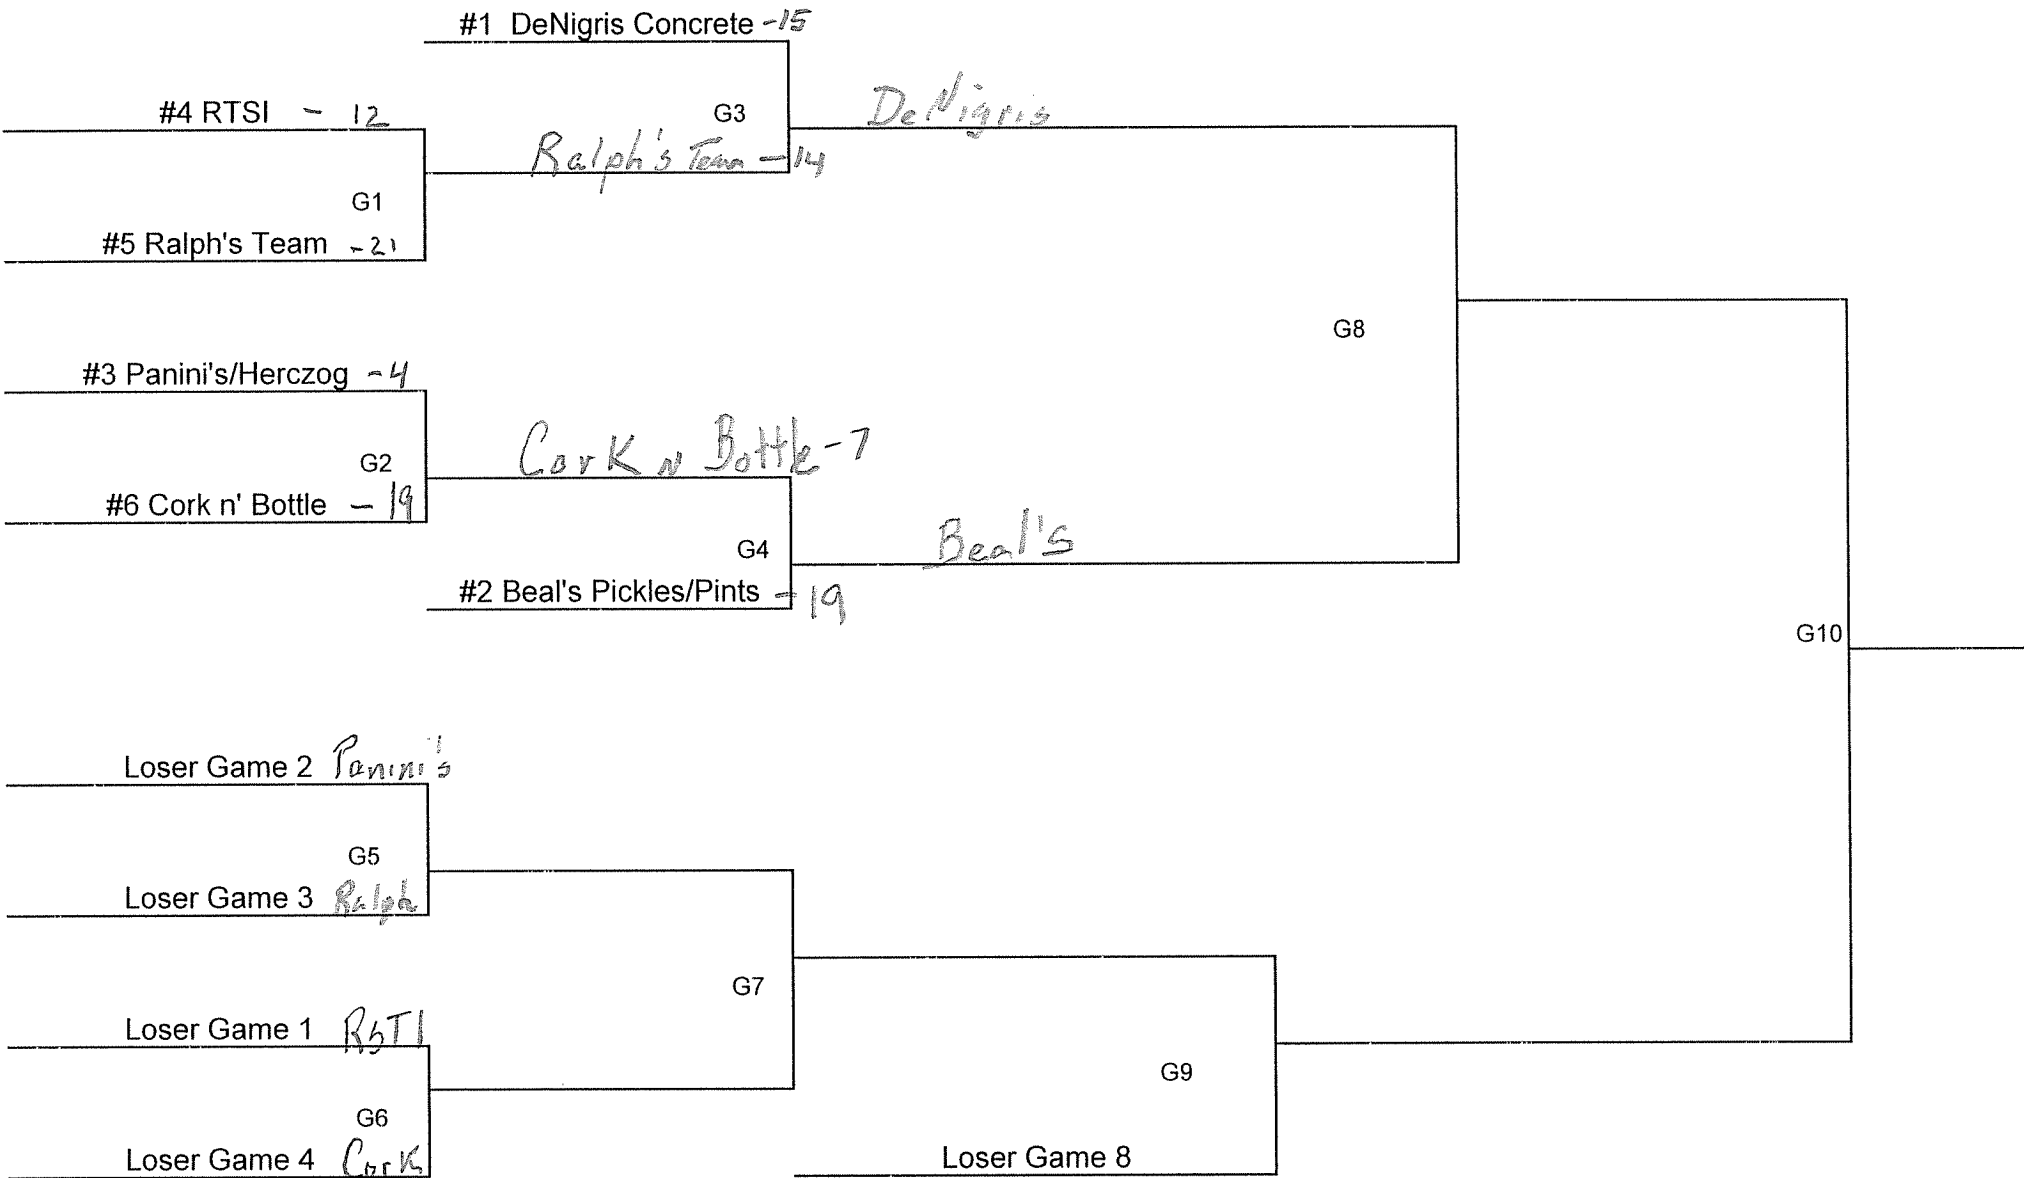 #1 DeNigris Concrete -15
#4 RTSI - 12
G3
DeNigris
Ralph's Team - 14
G1
#5 Ralph's Team -21
G8
#3 Panini's/Herczog -4
Cork n Bottle -7
G2
#6 Cork n' Bottle - 19
G4
Beal's
#2 Beal's Pickles/Pints - 19
G10
Loser Game 2 Panini's
G5
Loser Game 3 Ralph
G7
Loser Game 1 RSTI
G9
G6
Loser Game 4 Cork
Loser Game 8